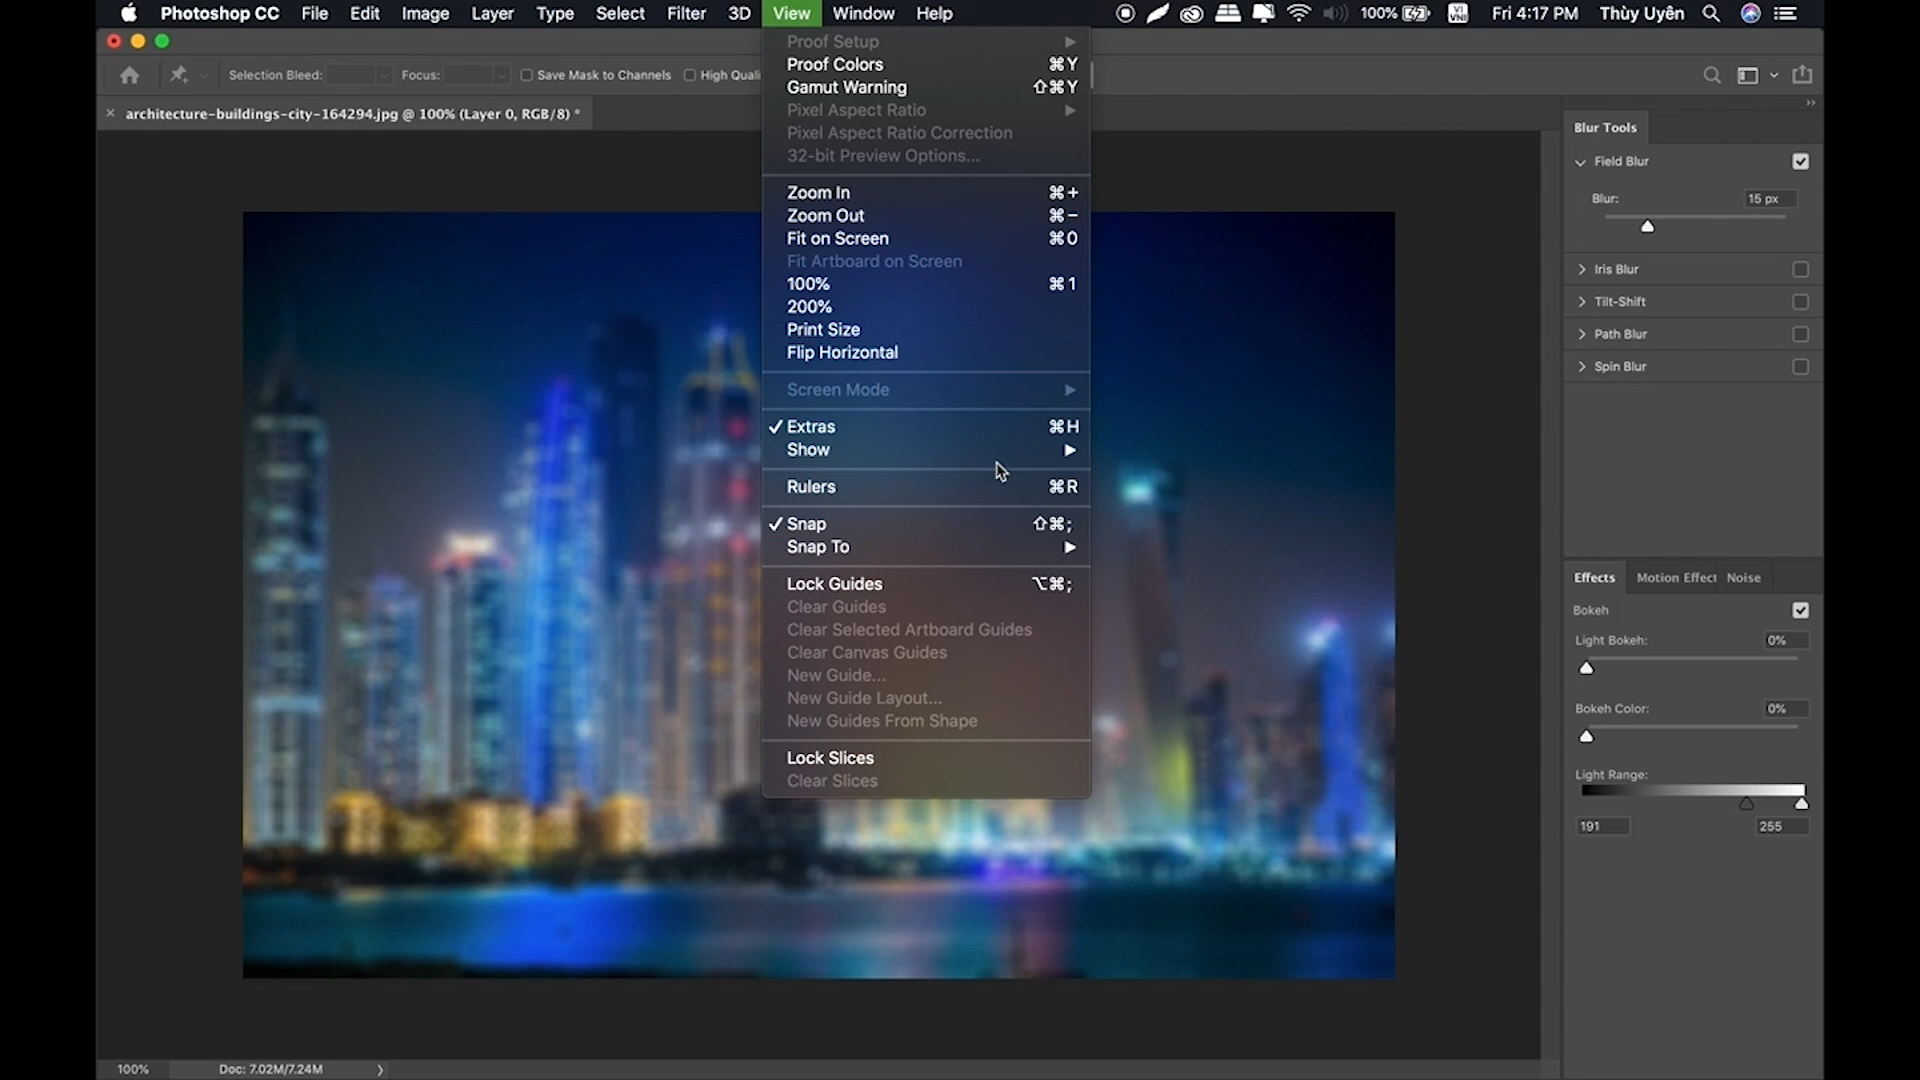 Photoshop CC File Edit Image Layer Type Select Filter 3D View Window Help 100% VI VNI Fri 4:17 PM Thùy Uyên
Selection Bleed: Focus: Save Mask to Channels High Quali
× architecture-buildings-city-164294.jpg @ 100% (Layer 0, RGB/8) *
Proof Setup
Proof Colors ⌘Y
Gamut Warning ⇧⌘Y
Pixel Aspect Ratio
Pixel Aspect Ratio Correction
32-bit Preview Options...
Zoom In ⌘+
Zoom Out ⌘−
Fit on Screen ⌘0
Fit Artboard on Screen
100% ⌘1
200%
Print Size
Flip Horizontal
Screen Mode
✓ Extras ⌘H
Show
Rulers ⌘R
✓ Snap ⇧⌘;
Snap To
Lock Guides ⌥⌘;
Clear Guides
Clear Selected Artboard Guides
Clear Canvas Guides
New Guide...
New Guide Layout...
New Guides From Shape
Lock Slices
Clear Slices
Blur Tools
Field Blur
Blur: 15 px
Iris Blur
Tilt-Shift
Path Blur
Spin Blur
Effects Motion Effect Noise
Bokeh
Light Bokeh: 0%
Bokeh Color: 0%
Light Range:
191 255
100% Doc: 7.02M/7.24M